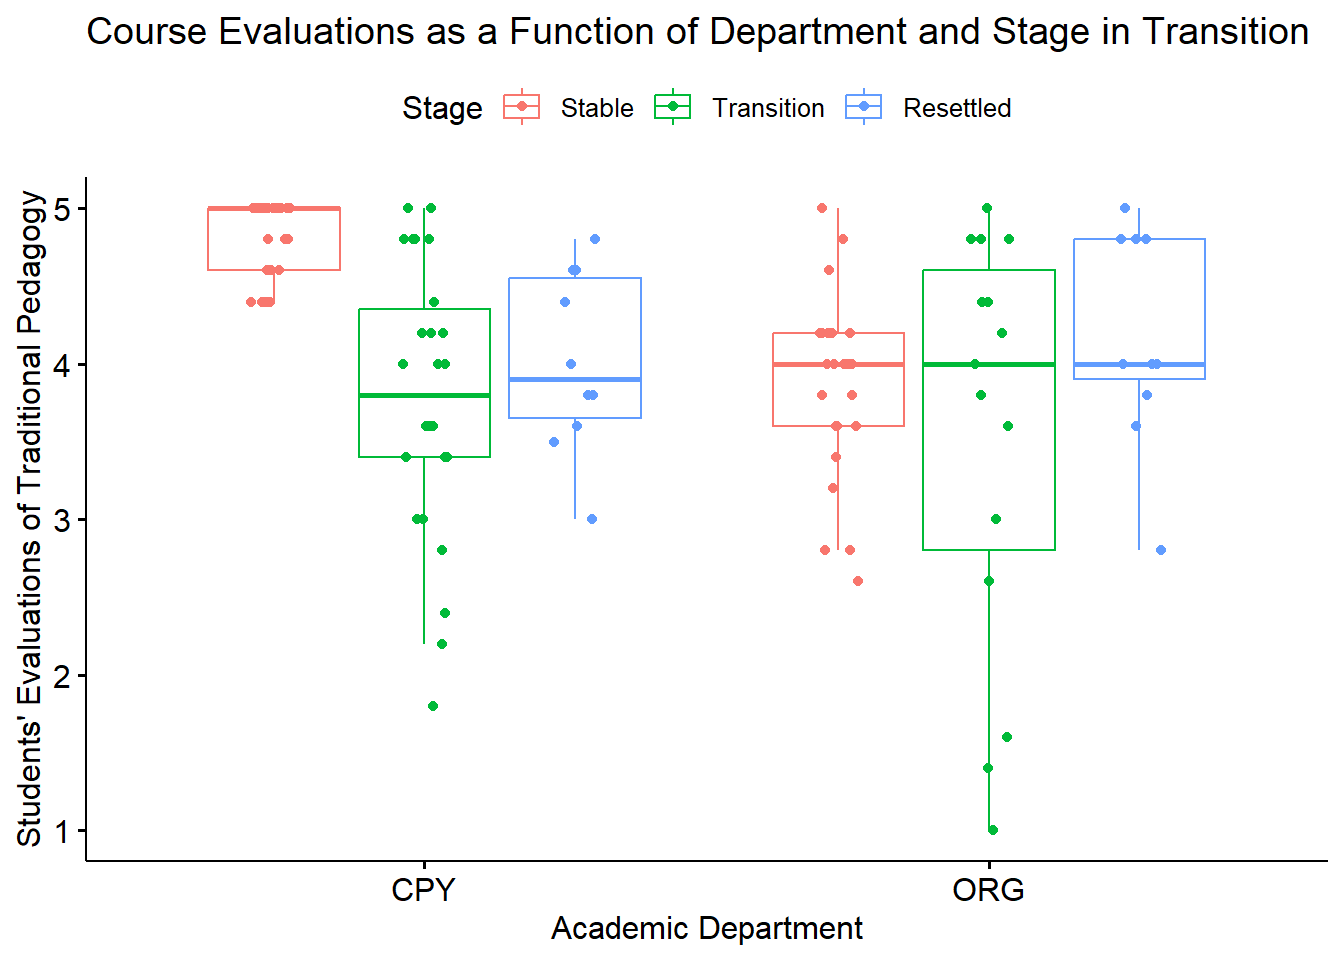 Course Evaluations as a Function of Department and Stage in Transition
Stage Stable Transition Resettled
Students' Evaluations of Traditional Pedagogy
5
4
3
2
1
CPY ORG
Academic Department